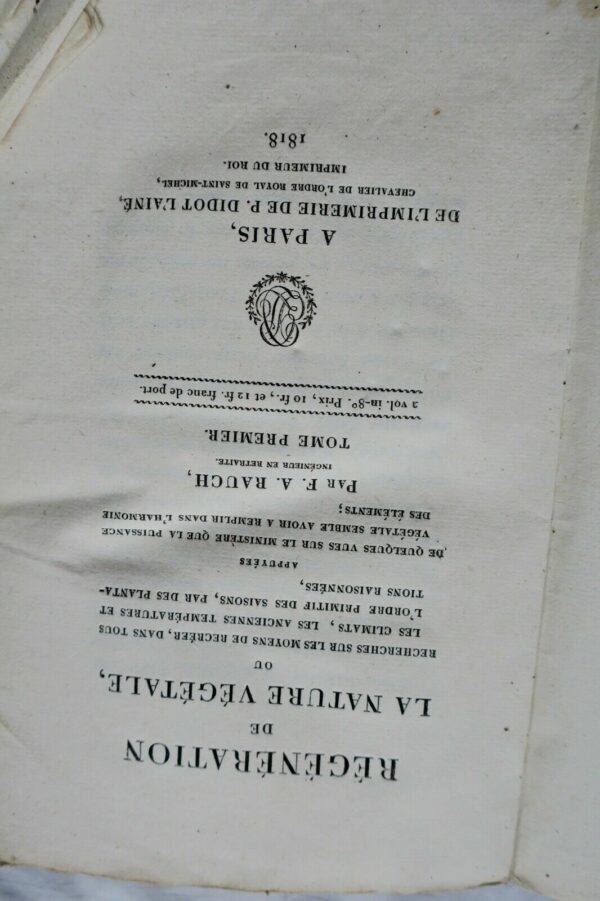 RÉGÉNÉRATION
DE
LA NATURE VÉGÉTALE,
OU
RECHERCHES SUR LES MOYENS DE RECRÉER, DANS TOUS
LES CLIMATS, LES ANCIENNES TEMPÉRATURES ET
L'ORDRE PRIMITIF DES SAISONS, PAR DES PLANTA-
TIONS RAISONNÉES,
APPUYÉES
DE QUELQUES VUES SUR LE MINISTÈRE QUE LA PUISSANCE
VÉGÉTALE SEMBLE AVOIR A REMPLIR DANS L'HARMONIE
DES ÉLÉMENTS;
PAR F. A. RAUCH,
INGÉNIEUR EN RETRAITE.
TOME PREMIER.
2 vol. in-8°. Prix, 10 fr., et 12 fr. franc de port.
A PARIS,
DE L'IMPRIMERIE DE P. DIDOT L'AINÉ,
CHEVALIER DE L'ORDRE ROYAL DE SAINT-MICHEL,
IMPRIMEUR DU ROI.
1818.